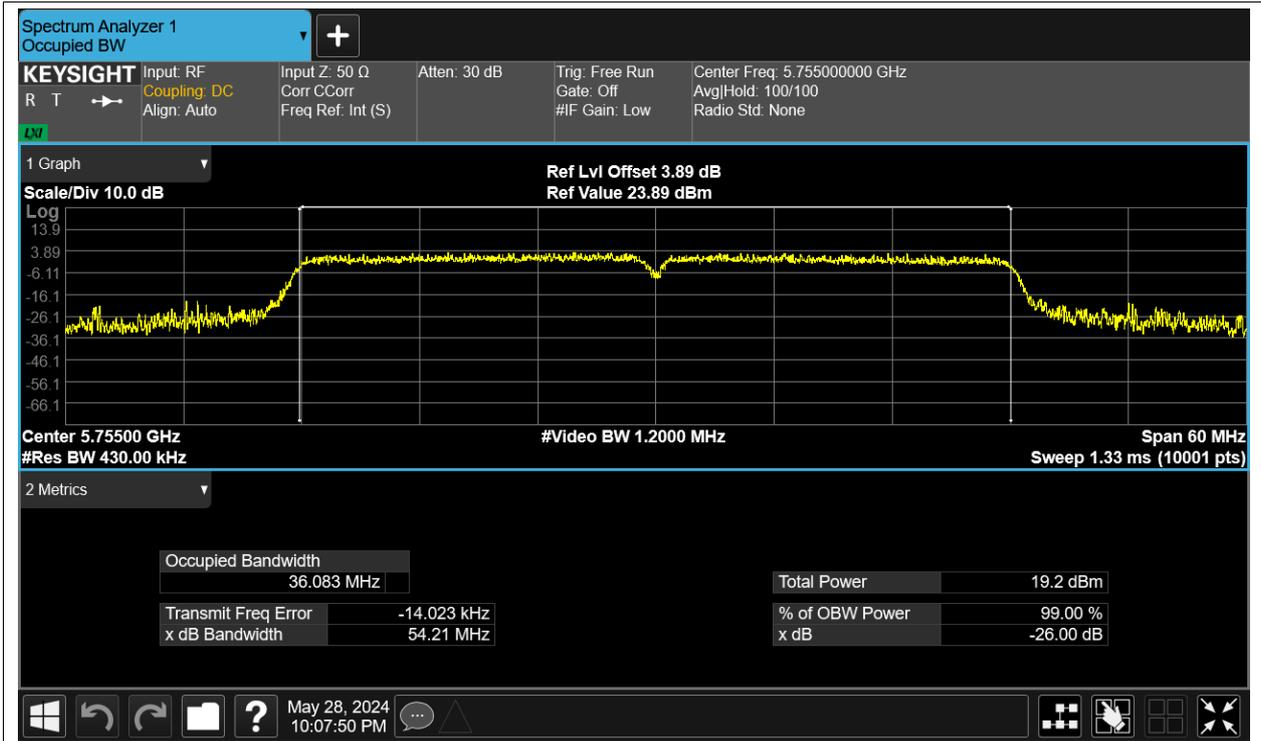 Spectrum Analyzer 1
Occupied BW
+
KEYSIGHT
R T
LXI
Input: RF
Coupling: DC
Align: Auto
Input Z: 50 Ω
Corr CCorr
Freq Ref: Int (S)
Atten: 30 dB
Trig: Free Run
Gate: Off
#IF Gain: Low
Center Freq: 5.755000000 GHz
Avg|Hold: 100/100
Radio Std: None
1 Graph
Scale/Div 10.0 dB
Ref Lvl Offset 3.89 dB
Ref Value 23.89 dBm
Log
13.9
3.89
-6.11
-16.1
-26.1
-36.1
-46.1
-56.1
-66.1
Center 5.75500 GHz
#Res BW 430.00 kHz
#Video BW 1.2000 MHz
Span 60 MHz
Sweep 1.33 ms (10001 pts)
2 Metrics
Occupied Bandwidth
36.083 MHz
Transmit Freq Error -14.023 kHz
x dB Bandwidth 54.21 MHz
Total Power 19.2 dBm
% of OBW Power 99.00 %
x dB -26.00 dB
?
May 28, 2024
10:07:50 PM